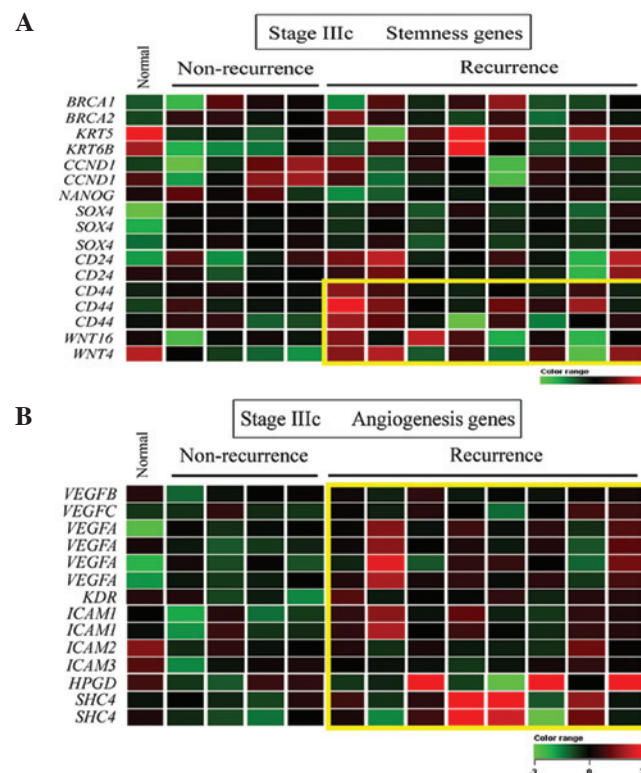 A
Stage IIIc Stemness genes
Normal
Non-recurrence Recurrence
BRCA1
BRCA2
KRT5
KRT6B
CCND1
CCND1
NANOG
SOX4
SOX4
SOX4
CD24
CD24
CD44
CD44
CD44
WNT16
WNT4
Color range
B
Stage IIIc Angiogenesis genes
Normal
Non-recurrence Recurrence
VEGFB
VEGFC
VEGFA
VEGFA
VEGFA
VEGFA
KDR
ICAM1
ICAM1
ICAM2
ICAM3
HPGD
SHC4
SHC4
Color range
0